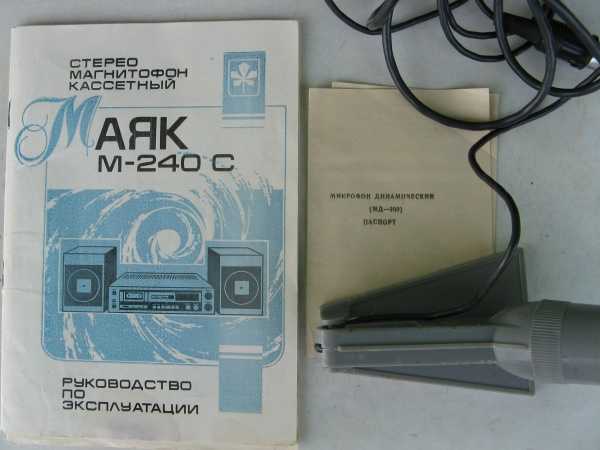 СТЕРЕО
МАГНИТОФОН
КАССЕТНЫЙ
МАЯК
М-240 С
РУКОВОДСТВО
ПО
ЭКСПЛУАТАЦИИ
МИКРОФОН ДИНАМИЧЕСКИЙ
ПАСПОРТ